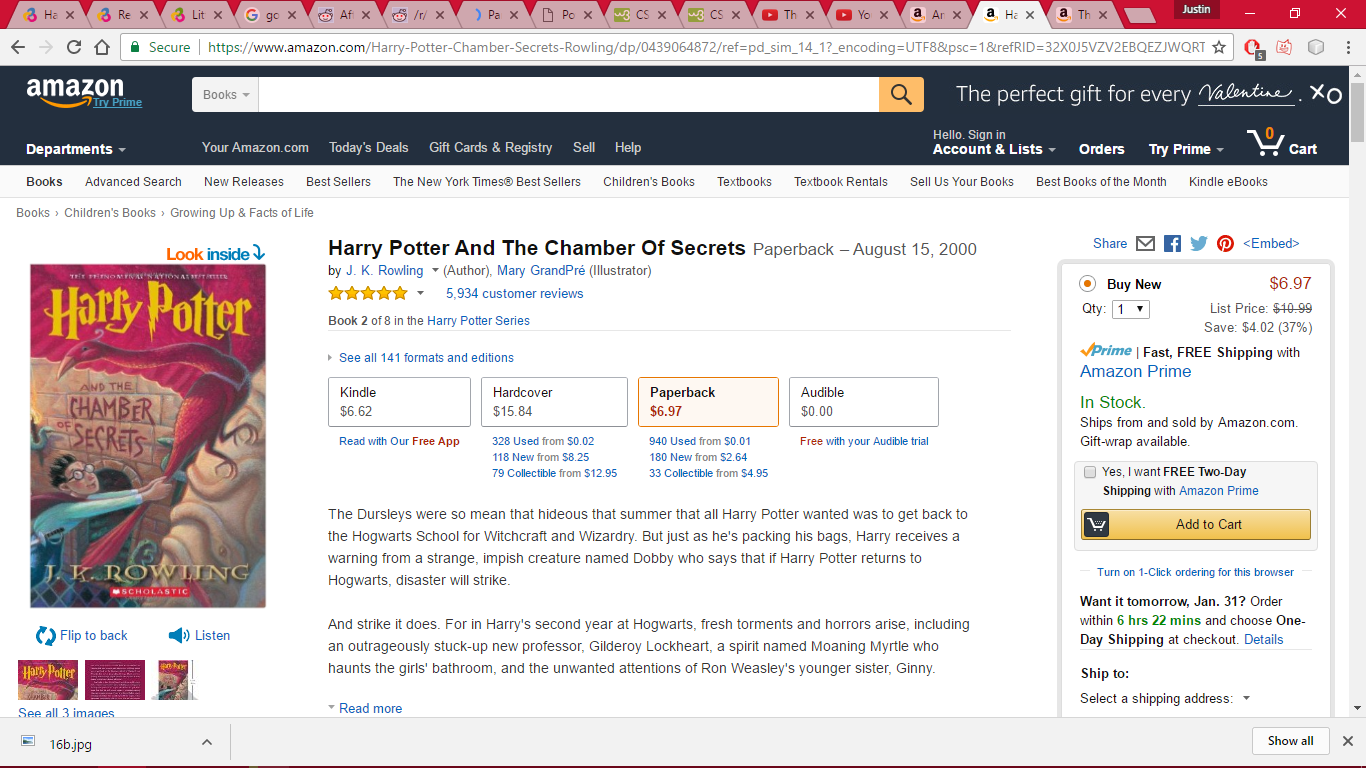 Ha
Re
Lit
go
Aft
/r/
Pa
Po
CS
CS
Th
Yo
Ar
Ha
Th
Justin
Secure
https://www.amazon.com/Harry-Potter-Chamber-Secrets-Rowling/dp/0439064872/ref=pd_sim_14_1?_encoding=UTF8&psc=1&refRID=32X0J5VZV2EBQEZJWQRT
5
amazon
Try Prime
Books
The perfect gift for every Valentine. XO
Departments
Your Amazon.com Today's Deals Gift Cards & Registry Sell Help
Hello. Sign in
Account & Lists
Orders
Try Prime
0
Cart
Books Advanced Search New Releases Best Sellers The New York Times® Best Sellers Children's Books Textbooks Textbook Rentals Sell Us Your Books Best Books of the Month Kindle eBooks
Books › Children's Books › Growing Up & Facts of Life
Look inside
THE PHENOMENAL NATIONAL BESTSELLER
Harry Potter
AND THE
CHAMBER
OF
SECRETS
J. K. ROWLING
SCHOLASTIC
Flip to back
Listen
Harry Potter
Harry Potter
See all 3 images
Harry Potter And The Chamber Of Secrets Paperback – August 15, 2000
by J. K. Rowling (Author), Mary GrandPré (Illustrator)
5,934 customer reviews
Book 2 of 8 in the Harry Potter Series
See all 141 formats and editions
Kindle
$6.62
Read with Our Free App
Hardcover
$15.84
328 Used from $0.02
118 New from $8.25
79 Collectible from $12.95
Paperback
$6.97
940 Used from $0.01
180 New from $2.64
33 Collectible from $4.95
Audible
$0.00
Free with your Audible trial
The Dursleys were so mean that hideous that summer that all Harry Potter wanted was to get back to
the Hogwarts School for Witchcraft and Wizardry. But just as he's packing his bags, Harry receives a
warning from a strange, impish creature named Dobby who says that if Harry Potter returns to
Hogwarts, disaster will strike.
And strike it does. For in Harry's second year at Hogwarts, fresh torments and horrors arise, including
an outrageously stuck-up new professor, Gilderoy Lockheart, a spirit named Moaning Myrtle who
haunts the girls' bathroom, and the unwanted attentions of Ron Weasley's younger sister, Ginny.
Read more
Share
<Embed>
Buy New
$6.97
Qty: 1
List Price: $10.99
Save: $4.02 (37%)
Prime | Fast, FREE Shipping with
Amazon Prime
In Stock.
Ships from and sold by Amazon.com.
Gift-wrap available.
Yes, I want FREE Two-Day
Shipping with Amazon Prime
Add to Cart
Turn on 1-Click ordering for this browser
Want it tomorrow, Jan. 31? Order
within 6 hrs 22 mins and choose One-
Day Shipping at checkout. Details
Ship to:
Select a shipping address:
16b.jpg
Show all